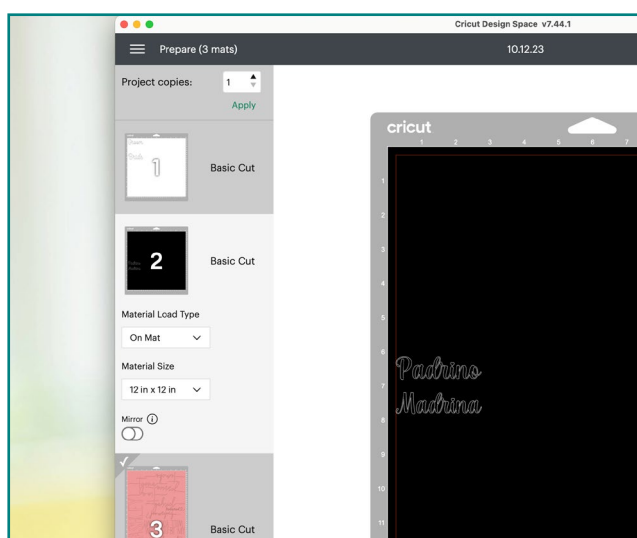 Cricut Design Space v7.44.1
Prepare (3 mats)
10.12.23
Project copies:
1
Apply
1
Basic Cut
2
Basic Cut
Material Load Type
On Mat
Material Size
12 in x 12 in
Mirror
3
Basic Cut
cricut
1 2 3 4 5 6 7
1
2
3
4
5
6
7
8
9
10
11
Padrino
Madrina